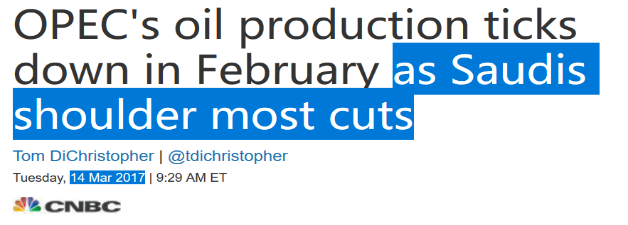 OPEC's oil production ticks
down in February as Saudis
shoulder most cuts
Tom DiChristopher | @tdichristopher
Tuesday, 14 Mar 2017 | 9:29 AM ET
CNBC